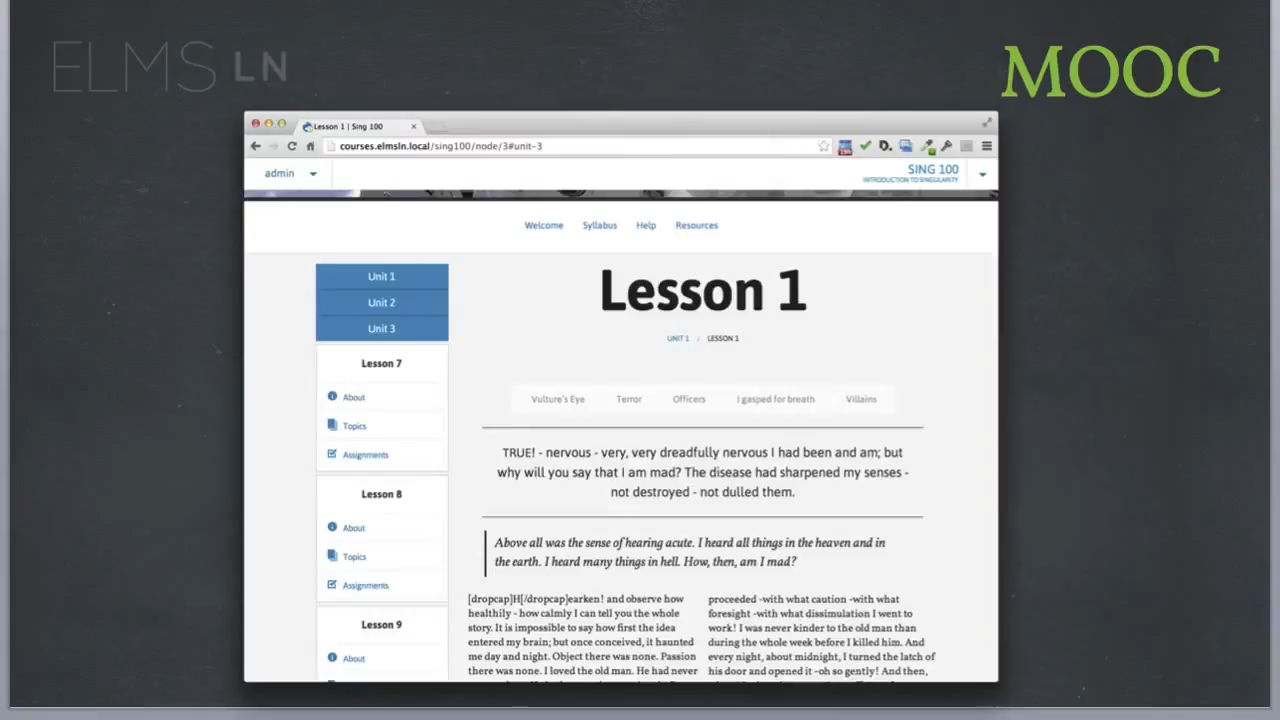 ELMS LN
MOOC
Lesson 1 | Sing 100
courses.elmsln.local/sing100/node/3#unit-3
admin
SING 100
INTRODUCTION TO SINGULARITY
Welcome Syllabus Help Resources
Unit 1
Unit 2
Unit 3
Lesson 7
About
Topics
Assignments
Lesson 8
About
Topics
Assignments
Lesson 9
About
Lesson 1
UNIT 1 / LESSON 1
Vulture's Eye Terror Officers I gasped for breath Villains
TRUE! - nervous - very, very dreadfully nervous I had been and am; but
why will you say that I am mad? The disease had sharpened my senses -
not destroyed - not dulled them.
Above all was the sense of hearing acute. I heard all things in the heaven and in
the earth. I heard many things in hell. How, then, am I mad?
[dropcap]H[/dropcap]earken! and observe how
healthily - how calmly I can tell you the whole
story. It is impossible to say how first the idea
entered my brain; but once conceived, it haunted
me day and night. Object there was none. Passion
there was none. I loved the old man. He had never
proceeded -with what caution -with what
foresight -with what dissimulation I went to
work! I was never kinder to the old man than
during the whole week before I killed him. And
every night, about midnight, I turned the latch of
his door and opened it -oh so gently! And then,